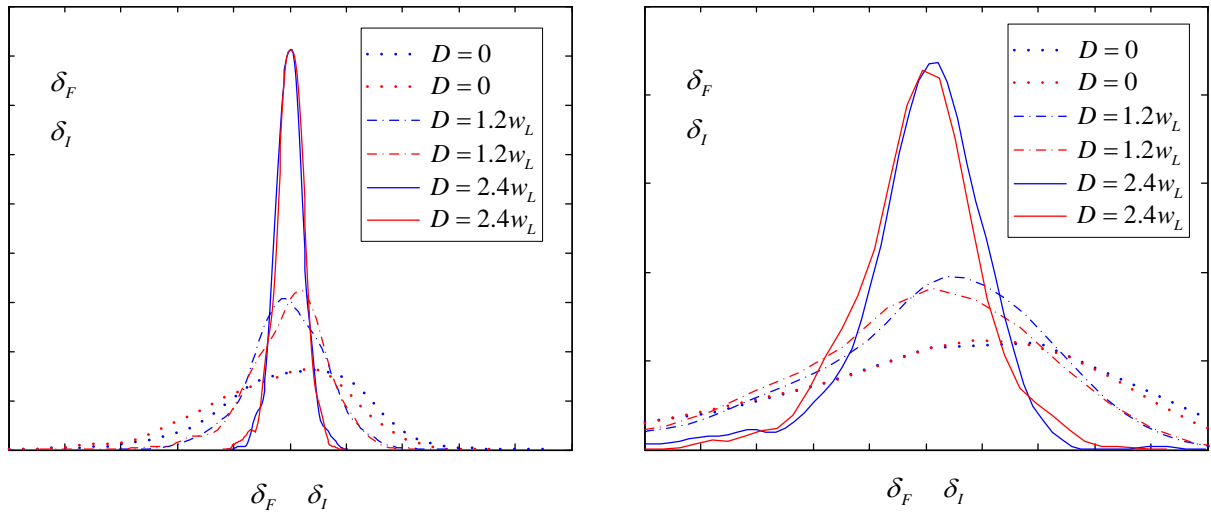 δ_F
δ_I
D = 0
D = 0
D = 1.2w_L
D = 1.2w_L
D = 2.4w_L
D = 2.4w_L
δ_F δ_I
δ_F
δ_I
D = 0
D = 0
D = 1.2w_L
D = 1.2w_L
D = 2.4w_L
D = 2.4w_L
δ_F δ_I